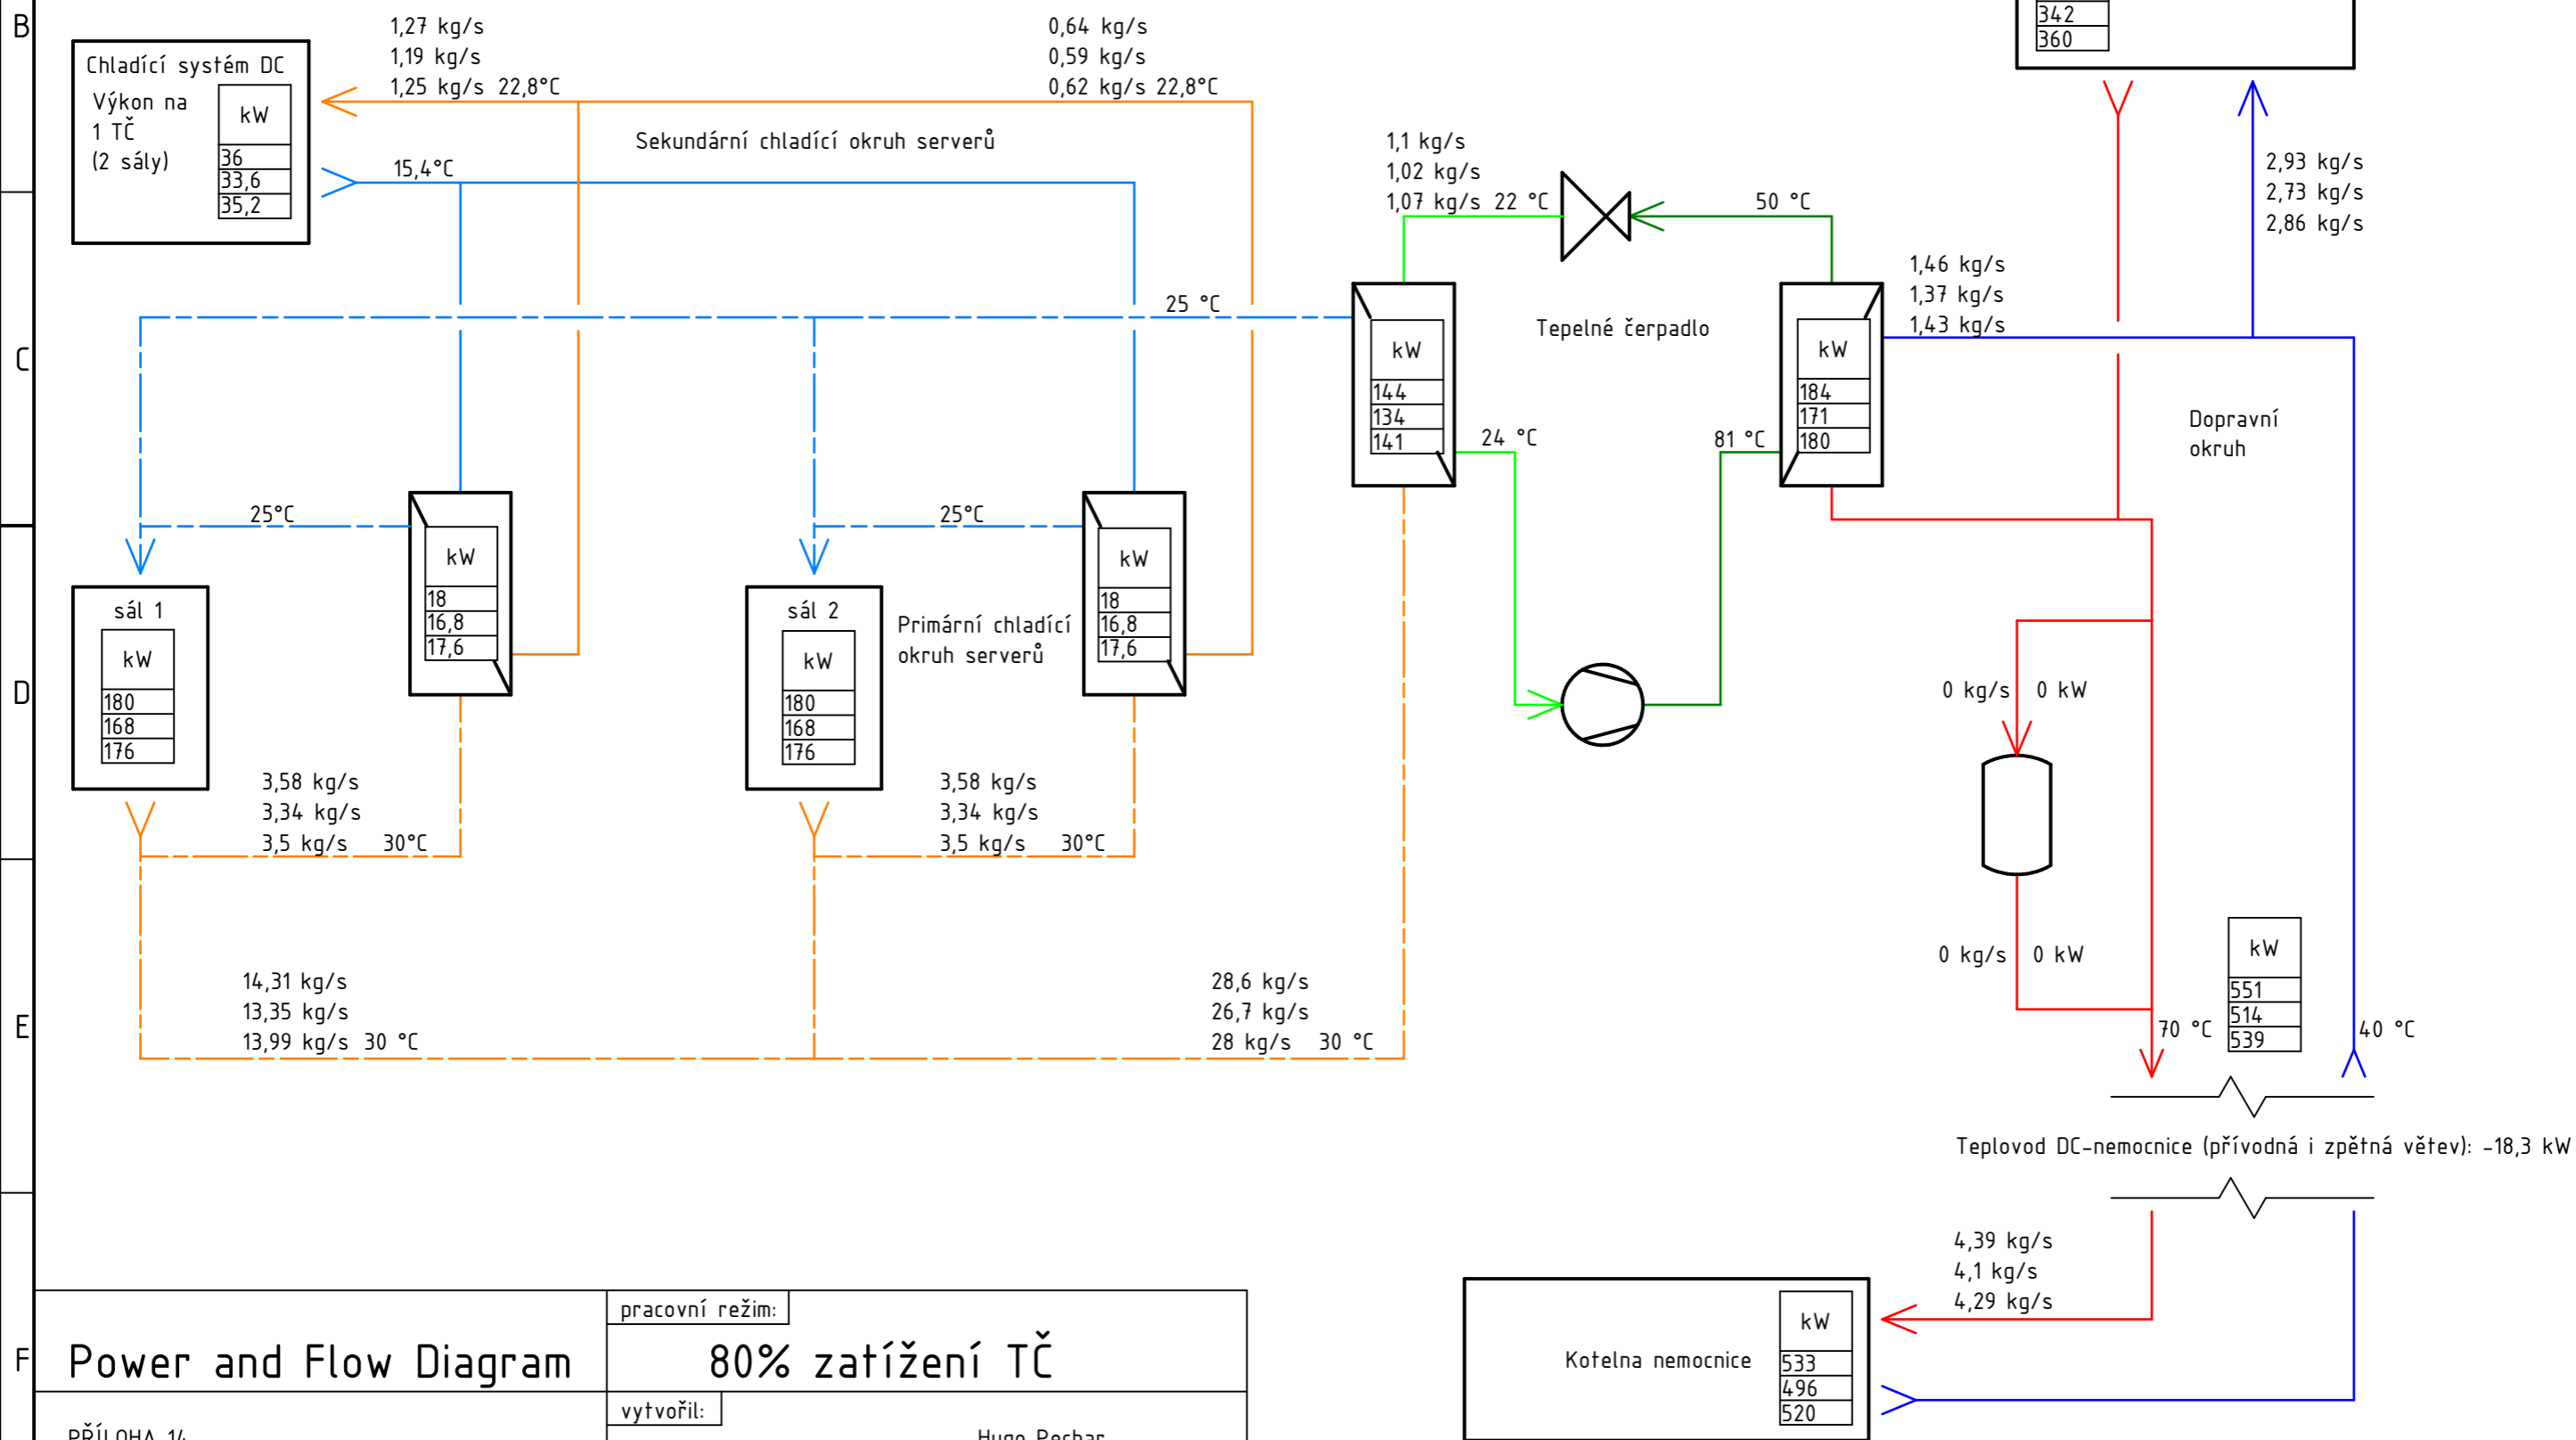 B
1,27 kg/s
1,19 kg/s
1,25 kg/s 22,8°C
0,64 kg/s
0,59 kg/s
0,62 kg/s 22,8°C
342
360
Chladící systém DC
Výkon na
1 TČ
(2 sály)
kW
36
33,6
35,2
Sekundární chladící okruh serverů
15,4°C
1,1 kg/s
1,02 kg/s
1,07 kg/s 22 °C
50 °C
2,93 kg/s
2,73 kg/s
2,86 kg/s
1,46 kg/s
1,37 kg/s
1,43 kg/s
25 °C
Tepelné čerpadlo
C
kW
144
134
141
kW
184
171
180
24 °C
81 °C
Dopravní
okruh
25°C
25°C
kW
18
16,8
17,6
kW
18
16,8
17,6
D
sál 1
kW
180
168
176
sál 2
kW
180
168
176
Primární chladící
okruh serverů
0 kg/s
0 kW
3,58 kg/s
3,34 kg/s
3,5 kg/s 30°C
3,58 kg/s
3,34 kg/s
3,5 kg/s 30°C
E
14,31 kg/s
13,35 kg/s
13,99 kg/s 30 °C
28,6 kg/s
26,7 kg/s
28 kg/s 30 °C
0 kg/s
0 kW
kW
551
514
539
70 °C
40 °C
Teplovod DC-nemocnice (přívodná i zpětná větev): -18,3 kW
4,39 kg/s
4,1 kg/s
4,29 kg/s
Kotelna nemocnice
kW
533
496
520
F
Power and Flow Diagram
pracovní režim:
80% zatížení TČ
vytvořil:
PŘÍLOHA 14
Hugo Pechar